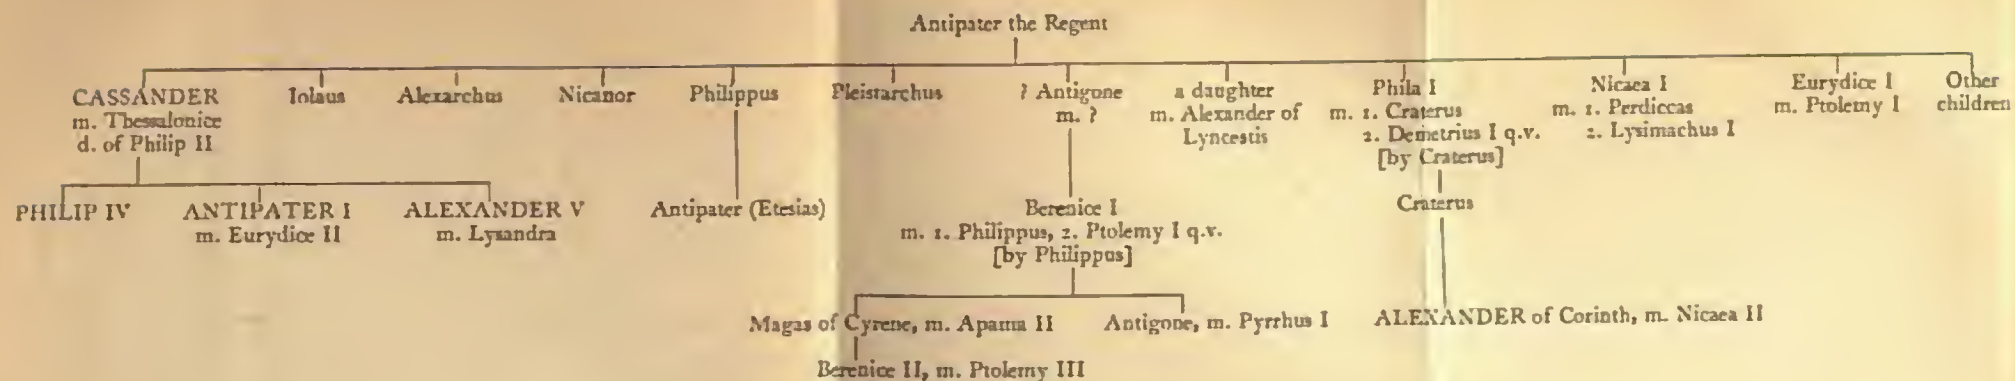 Antipater the Regent
CASSANDER
m. Thessalonice
d. of Philip II
Iolaus
Alexarchus
Nicanor
Philippus
Pleistarchus
? Antigone
m. ?
a daughter
m. Alexander of
Lyncestis
Phila I
m. 1. Craterus
2. Demetrius I q.v.
[by Craterus]
Nicaea I
m. 1. Perdiccas
2. Lysimachus I
Eurydice I
m. Ptolemy I
Other
children
PHILIP IV
ANTIPATER I
m. Eurydice II
ALEXANDER V
m. Lysandra
Antipater (Etesias)
Berenice I
m. 1. Philippus, 2. Ptolemy I q.v.
[by Philippus]
Craterus
Magas of Cyrene, m. Apama II
Antigone, m. Pyrrhus I
ALEXANDER of Corinth, m. Nicaea II
Berenice II, m. Ptolemy III